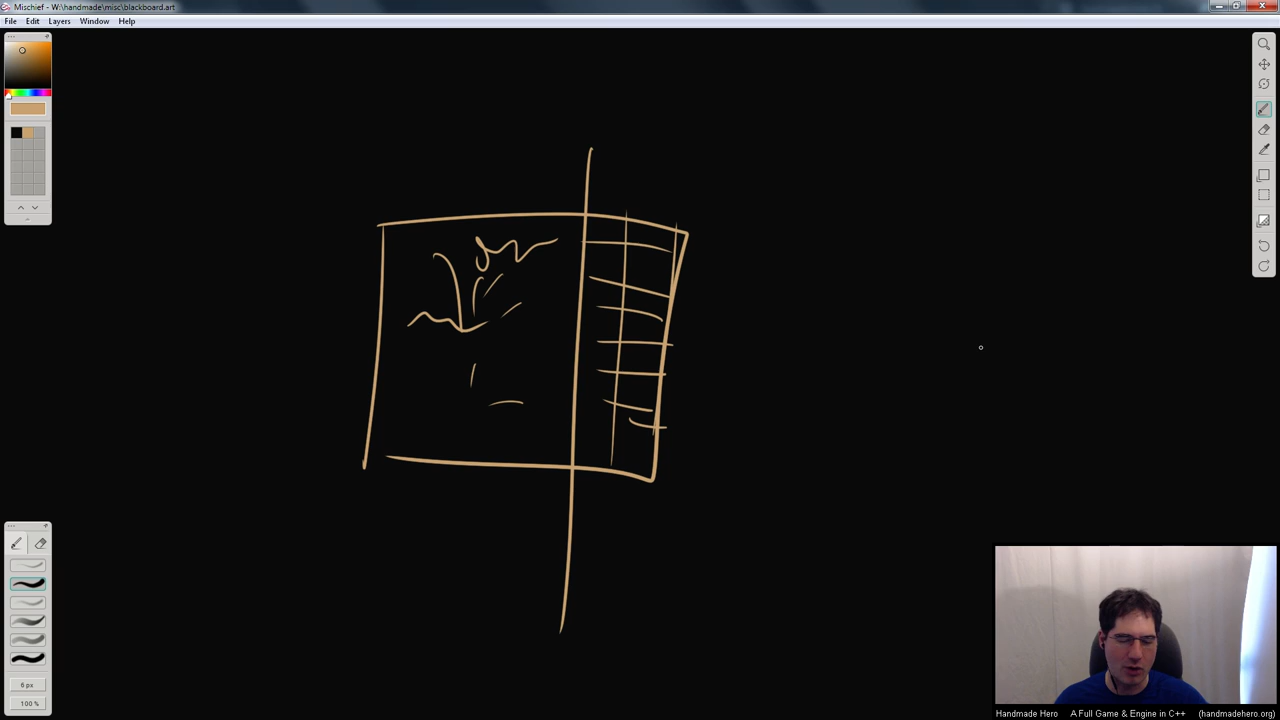 Mischief - W:\handmade\misc\blackboard.art
File Edit Layers Window Help
6 px
100 %
Handmade Hero A Full Game & Engine in C++ (handmadehero.org)